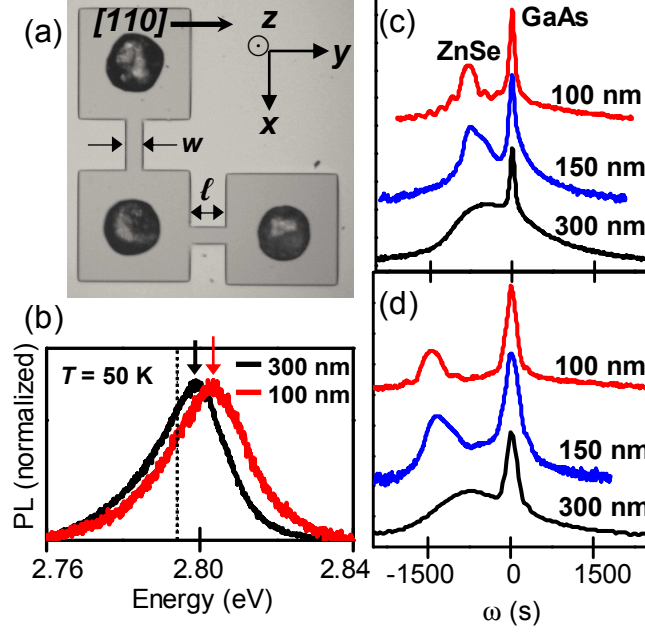 (a)
[110]
z
y
x
w
ℓ
(b)
T = 50 K
300 nm
100 nm
PL (normalized)
2.76
2.80
2.84
Energy (eV)
(c)
GaAs
ZnSe
100 nm
150 nm
300 nm
(d)
100 nm
150 nm
300 nm
-1500
0
1500
ω (s)